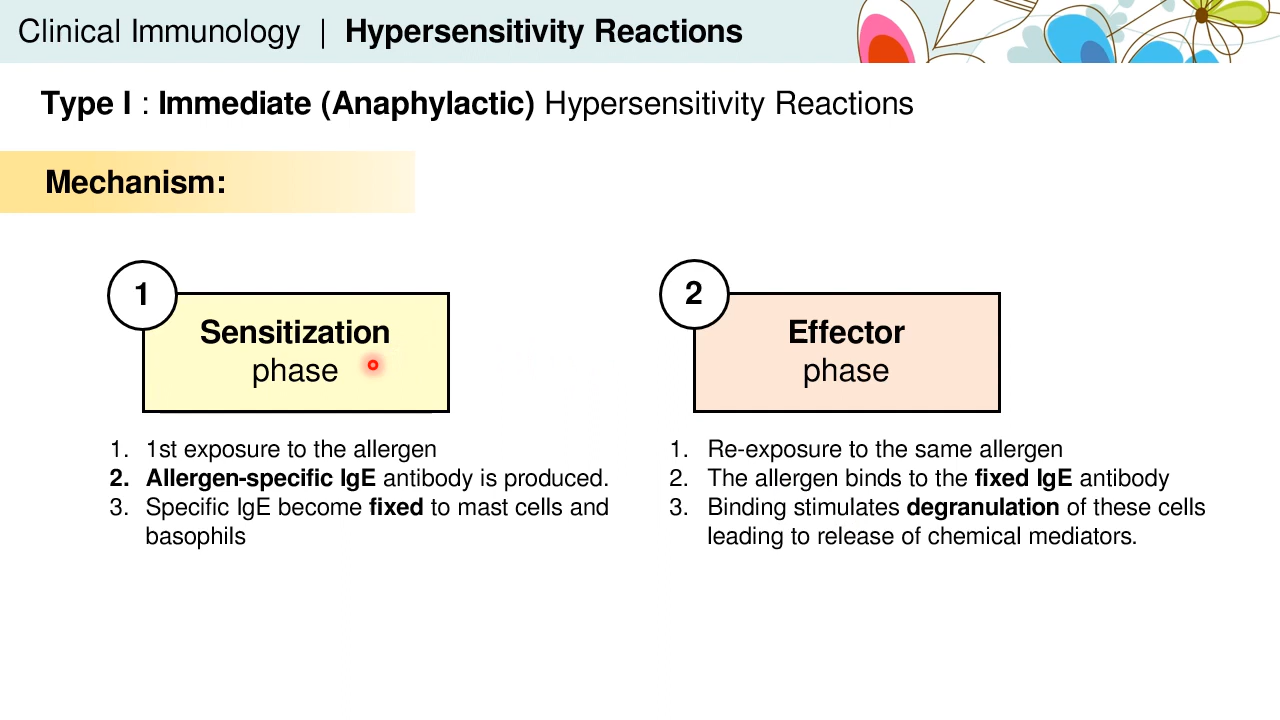 Clinical Immunology | Hypersensitivity Reactions
Type I : Immediate (Anaphylactic) Hypersensitivity Reactions
Mechanism:
1
Sensitization
phase
1. 1st exposure to the allergen
2. Allergen-specific IgE antibody is produced.
3. Specific IgE become fixed to mast cells and
basophils
2
Effector
phase
1. Re-exposure to the same allergen
2. The allergen binds to the fixed IgE antibody
3. Binding stimulates degranulation of these cells
leading to release of chemical mediators.